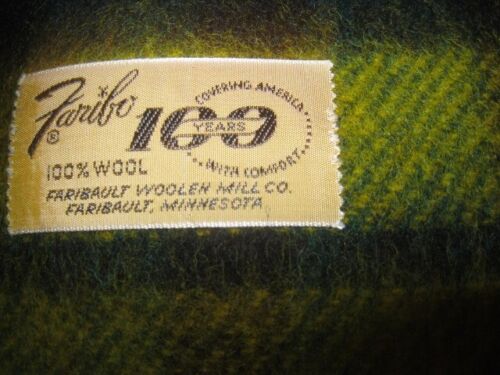 Faribo
®
100
YEARS
COVERING AMERICA
WITH COMFORT
100% WOOL
FARIBAULT WOOLEN MILL CO.
FARIBAULT, MINNESOTA